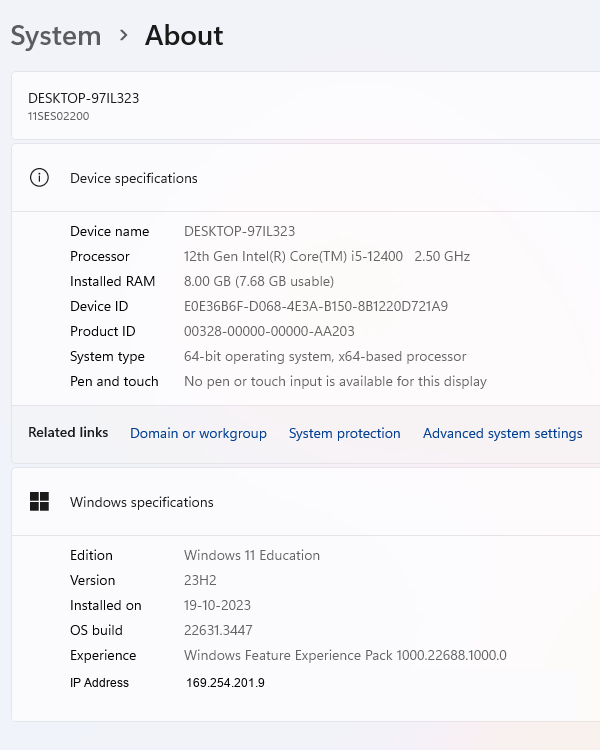 System > About
DESKTOP-97IL323
11SES02200
Device specifications
Device name DESKTOP-97IL323
Processor 12th Gen Intel(R) Core(TM) i5-12400 2.50 GHz
Installed RAM 8.00 GB (7.68 GB usable)
Device ID E0E36B6F-D068-4E3A-B150-8B1220D721A9
Product ID 00328-00000-00000-AA203
System type 64-bit operating system, x64-based processor
Pen and touch No pen or touch input is available for this display
Related links Domain or workgroup System protection Advanced system settings
Windows specifications
Edition Windows 11 Education
Version 23H2
Installed on 19-10-2023
OS build 22631.3447
Experience Windows Feature Experience Pack 1000.22688.1000.0
IP Address 169.254.201.9